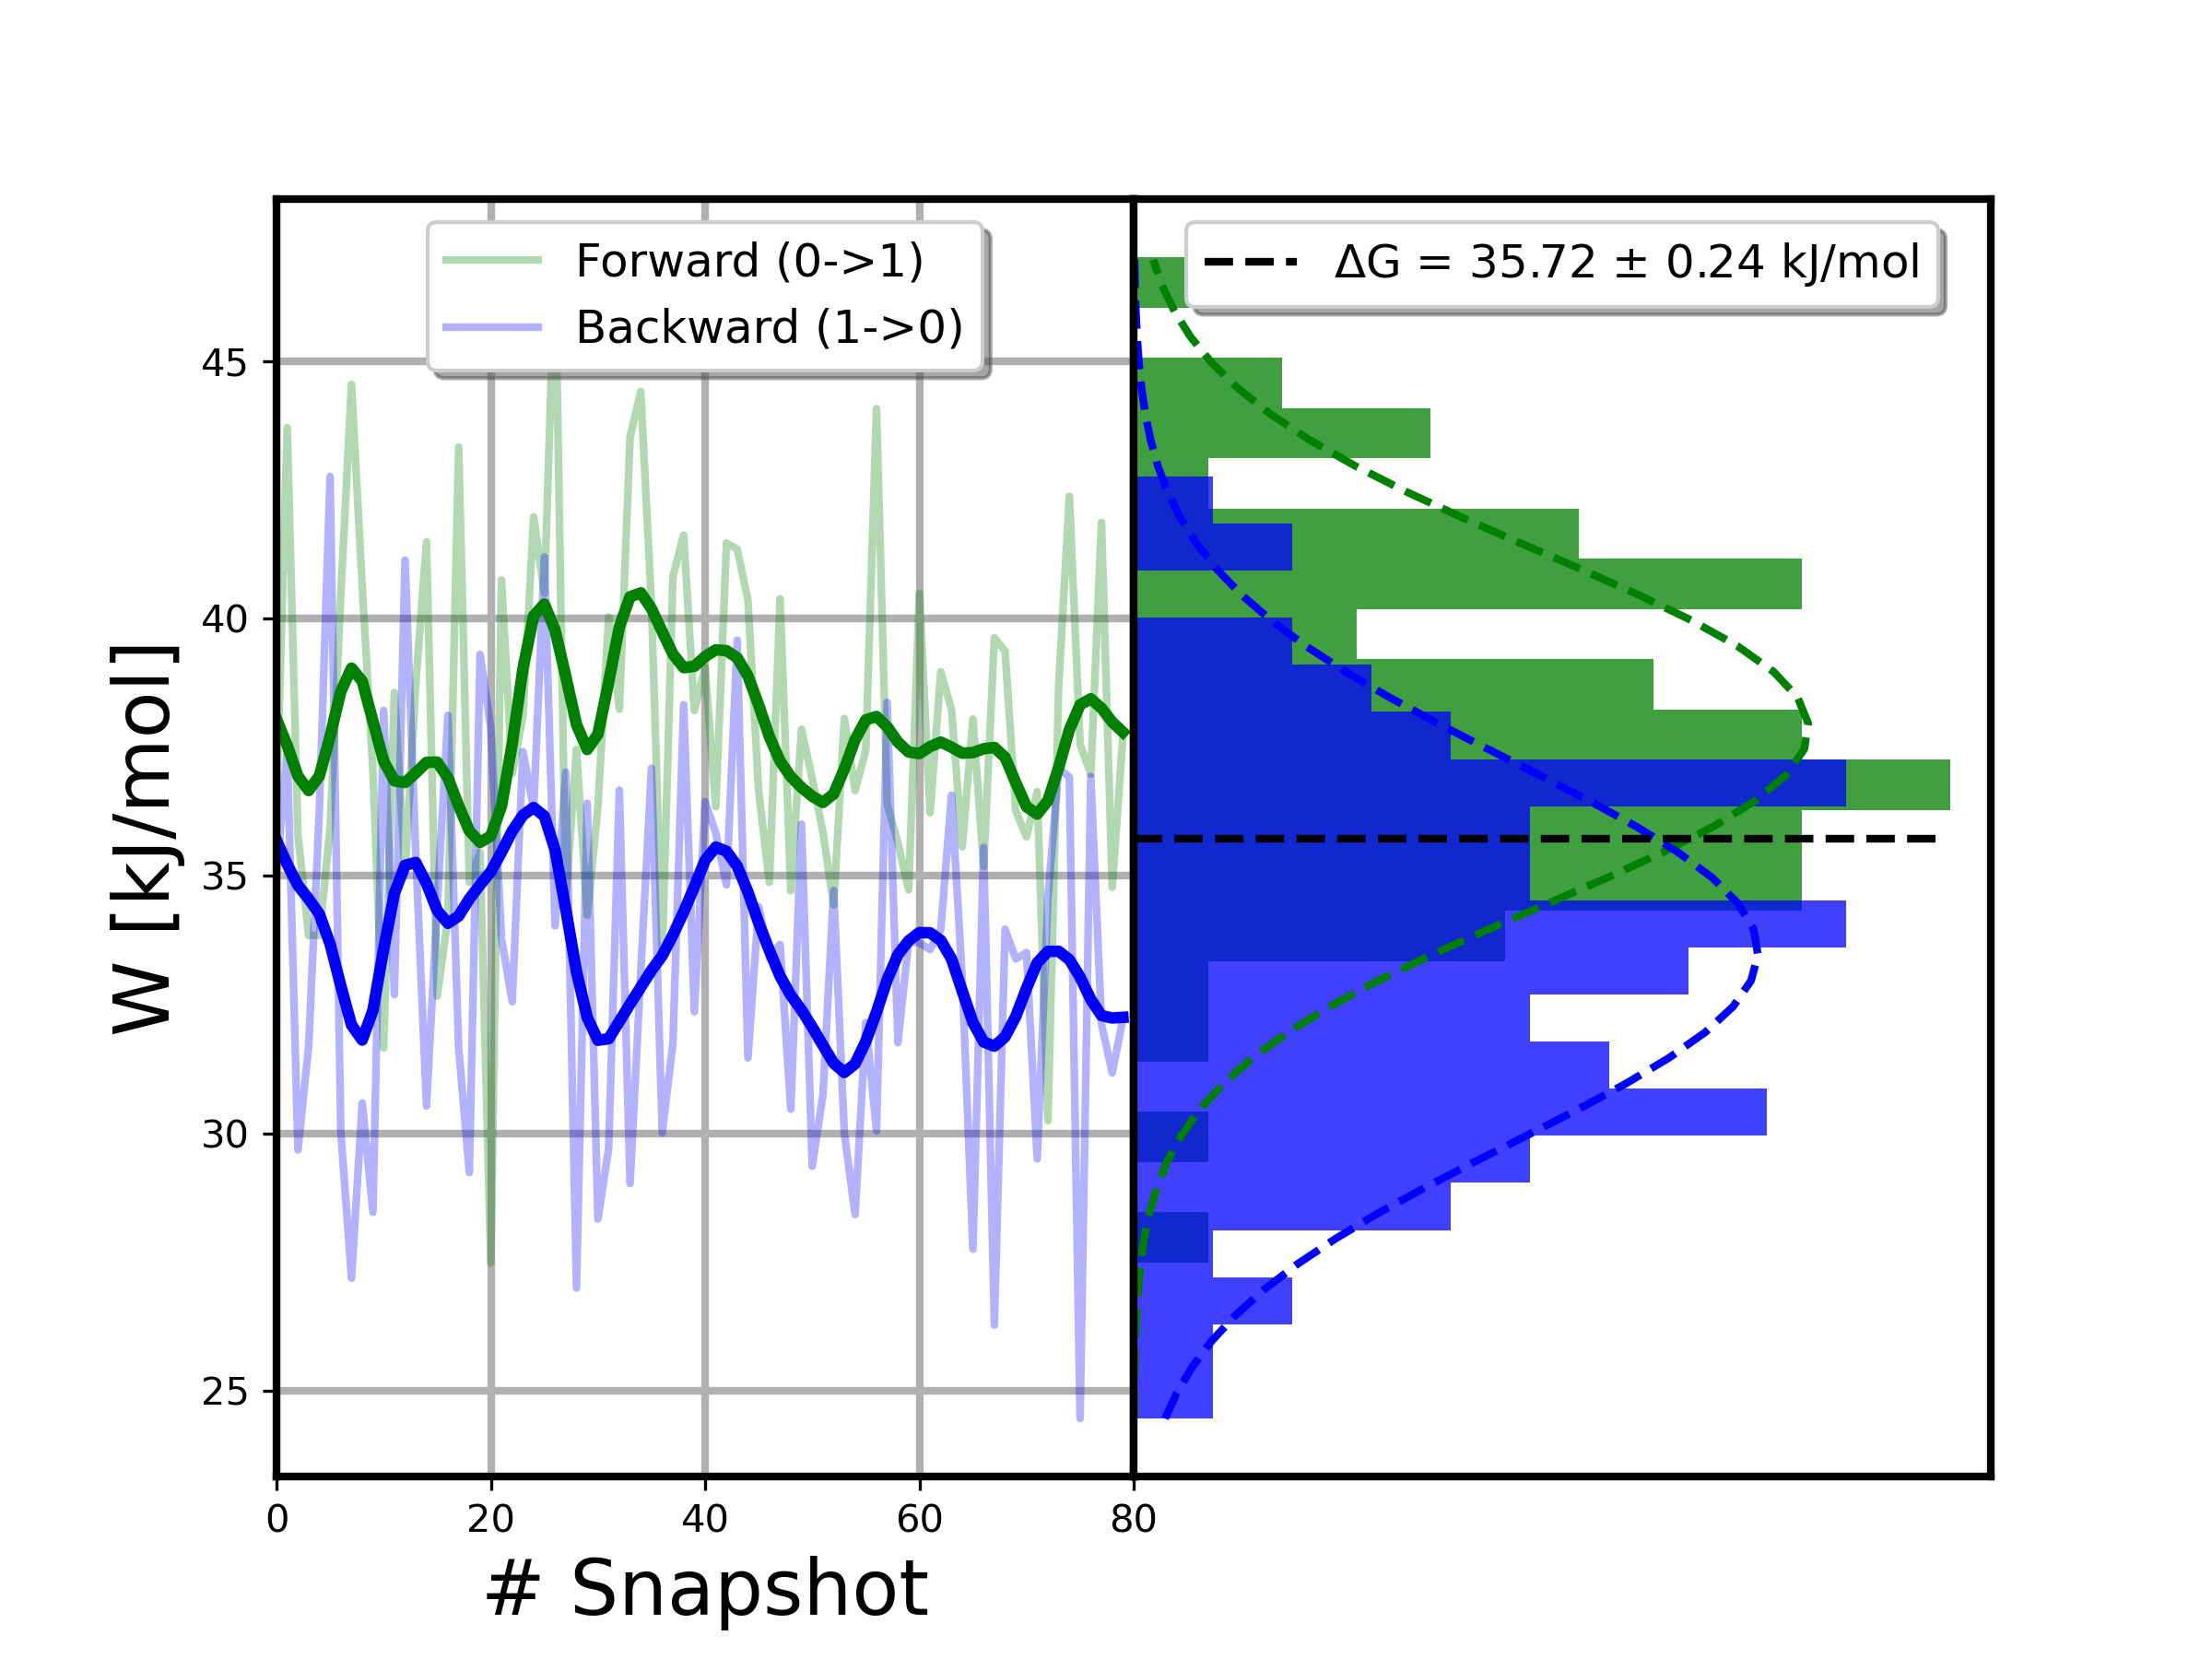 Forward (0->1)
Backward (1->0)
ΔG = 35.72 ± 0.24 kJ/mol
W [kJ/mol]
45
40
35
30
25
0 20 40 60 80
# Snapshot